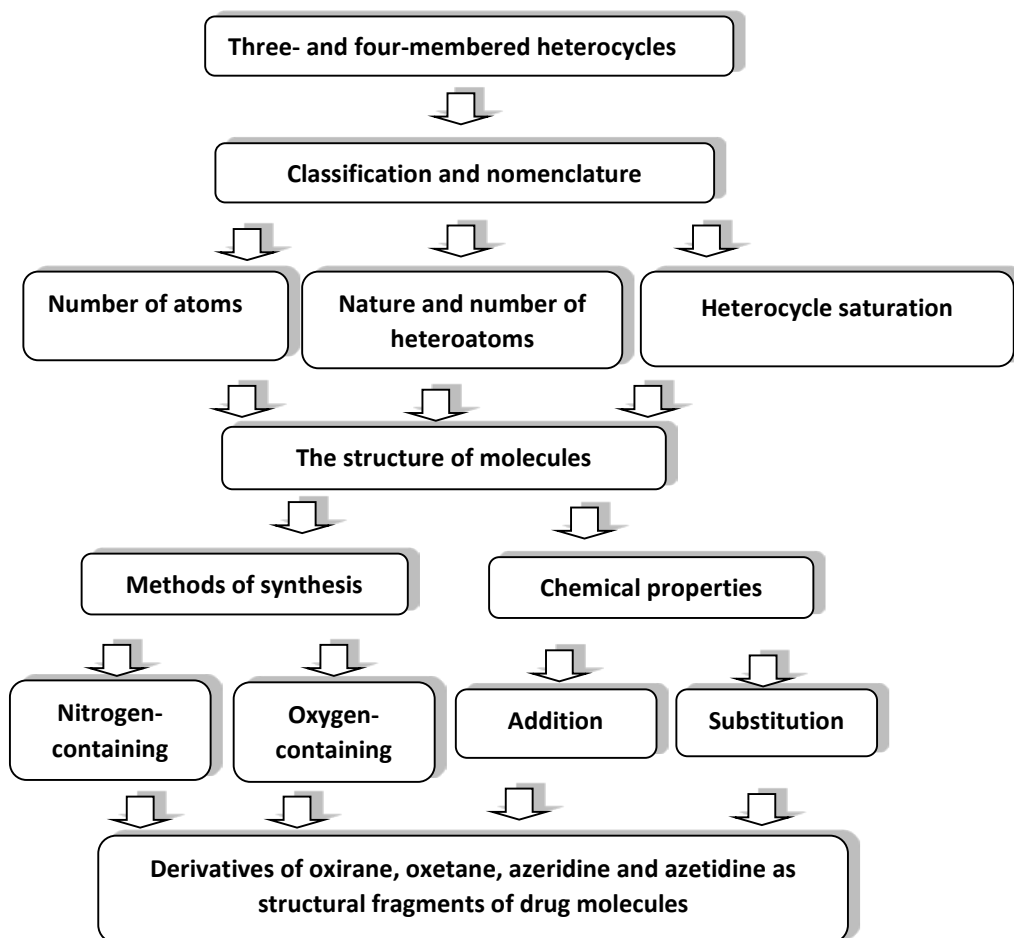 Three- and four-membered heterocycles
Classification and nomenclature
Number of atoms
Nature and number of
heteroatoms
Heterocycle saturation
The structure of molecules
Methods of synthesis
Chemical properties
Nitrogen-
containing
Oxygen-
containing
Addition
Substitution
Derivatives of oxirane, oxetane, azeridine and azetidine as
structural fragments of drug molecules